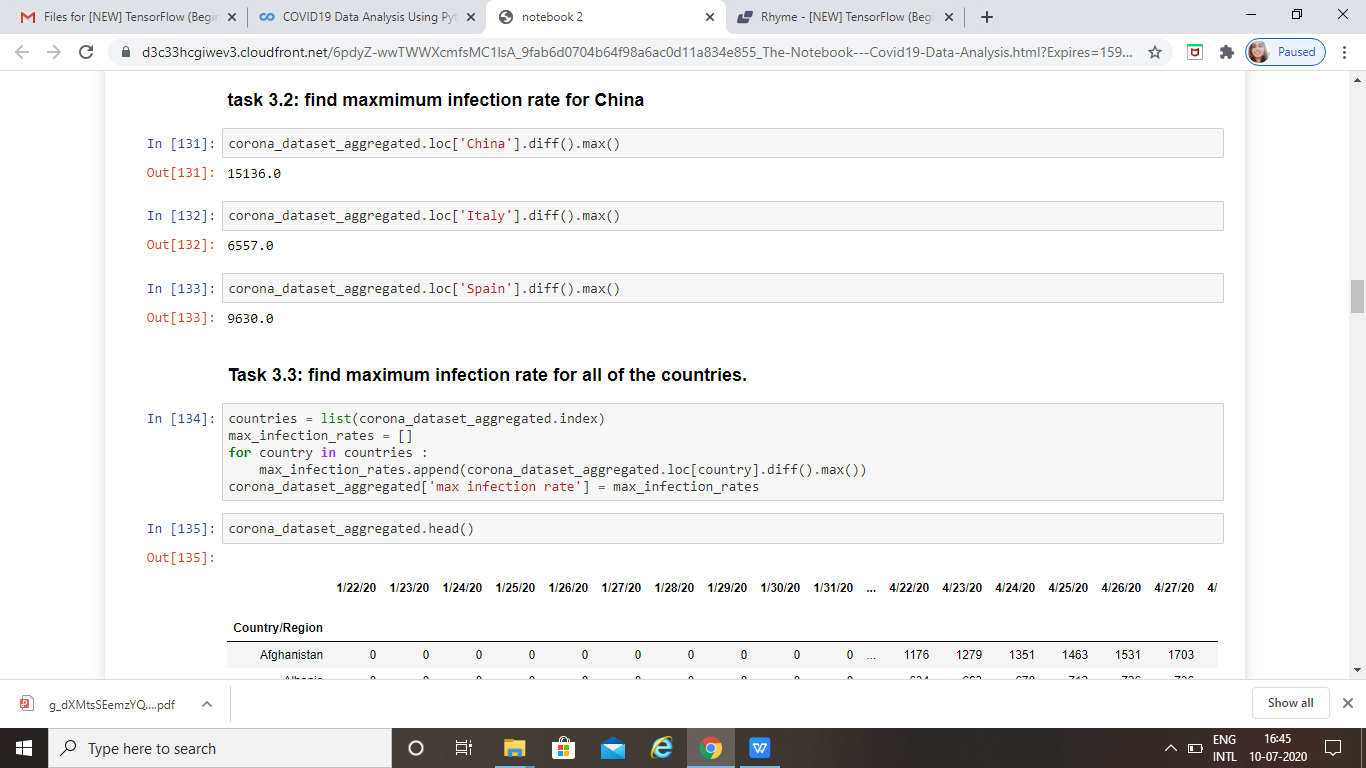 Files for [NEW] TensorFlow (Begin
COVID19 Data Analysis Using Pyt
notebook 2
Rhyme - [NEW] TensorFlow (Begi
d3c33hcgiwev3.cloudfront.net/6pdyZ-wwTWWXcmfsMC1lsA_9fab6d0704b64f98a6ac0d11a834e855_The-Notebook---Covid19-Data-Analysis.html?Expires=159...
Paused
task 3.2: find maxmimum infection rate for China
In [131]: corona_dataset_aggregated.loc['China'].diff().max()
Out[131]: 15136.0
In [132]: corona_dataset_aggregated.loc['Italy'].diff().max()
Out[132]: 6557.0
In [133]: corona_dataset_aggregated.loc['Spain'].diff().max()
Out[133]: 9630.0
Task 3.3: find maximum infection rate for all of the countries.
In [134]: countries = list(corona_dataset_aggregated.index)
max_infection_rates = []
for country in countries :
    max_infection_rates.append(corona_dataset_aggregated.loc[country].diff().max())
corona_dataset_aggregated['max infection rate'] = max_infection_rates
In [135]: corona_dataset_aggregated.head()
Out[135]:
1/22/20 1/23/20 1/24/20 1/25/20 1/26/20 1/27/20 1/28/20 1/29/20 1/30/20 1/31/20 ... 4/22/20 4/23/20 4/24/20 4/25/20 4/26/20 4/27/20 4/
Country/Region
Afghanistan 0 0 0 0 0 0 0 0 0 0 ... 1176 1279 1351 1463 1531 1703
g_dXMtsSEemzYQ....pdf
Show all
Type here to search
ENG
INTL
16:45
10-07-2020